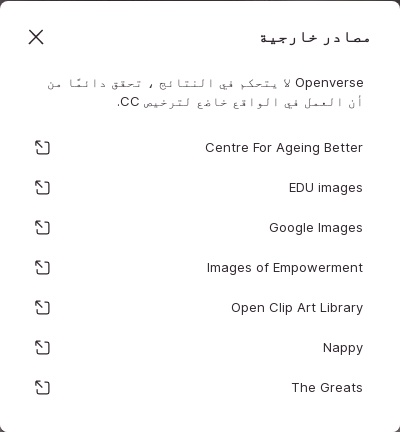 مصادر خارجية
Openverse لا يتحكم في النتائج ، تحقق دائمًا من
أن العمل في الواقع خاضع لترخيص CC.
Centre For Ageing Better
EDU images
Google Images
Images of Empowerment
Open Clip Art Library
Nappy
The Greats